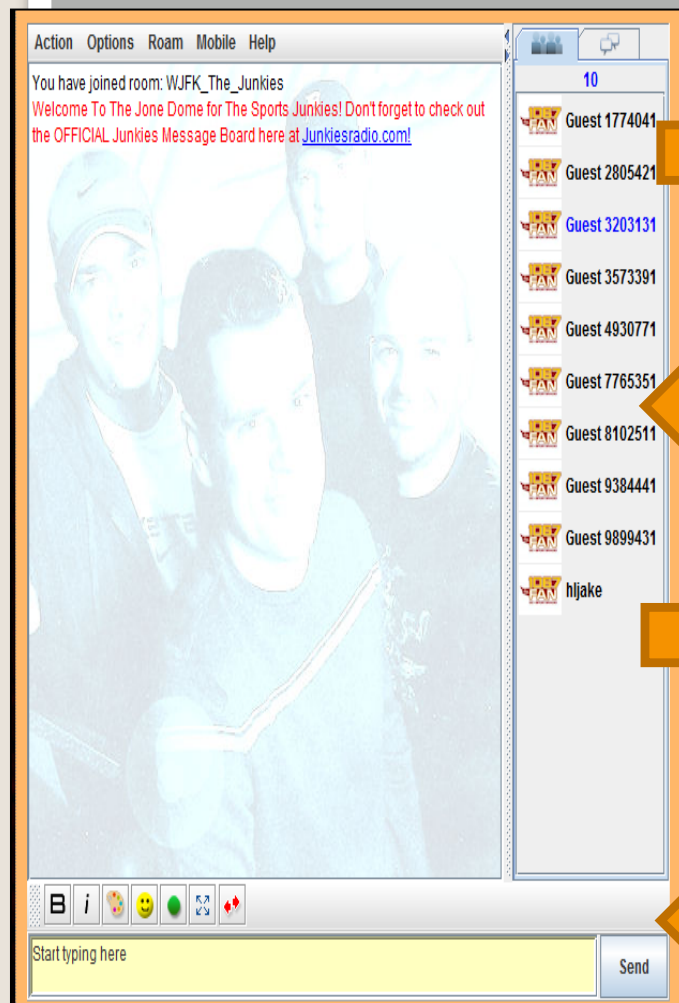 Action Options Roam Mobile Help
You have joined room: WJFK_The_Junkies
Welcome To The Jone Dome for The Sports Junkies! Don't forget to check out
the OFFICIAL Junkies Message Board here at Junkiesradio.com!
10
Guest 1774041
Guest 2805421
Guest 3203131
Guest 3573391
Guest 4930771
Guest 7765351
Guest 8102511
Guest 9384441
Guest 9899431
hljake
B i
Start typing here
Send